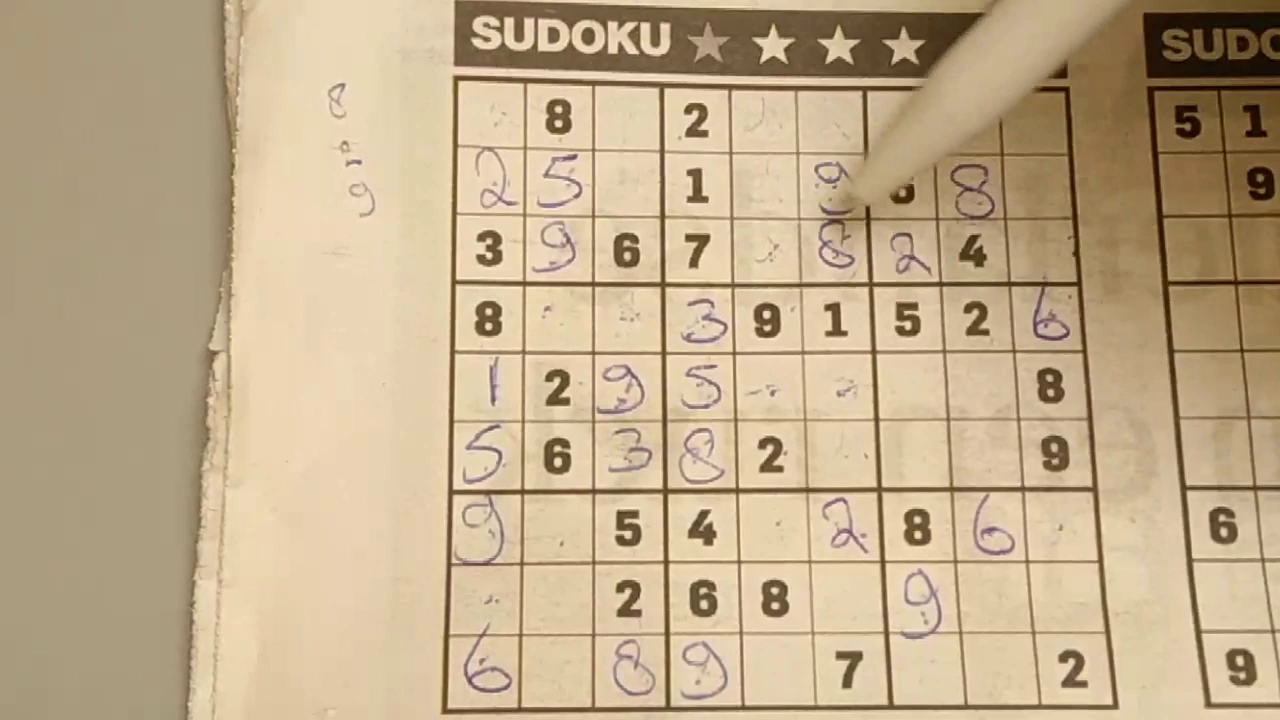 SUDOKU
SUDO
8 2
2 5 1 9 8
3 9 6 7 8 2 4
8 3 9 1 5 2 6
1 2 9 5 8
5 6 3 8 2 9
9 5 4 2 8 6
2 6 8 9
6 8 9 7 2
5 1
9
6
9
8